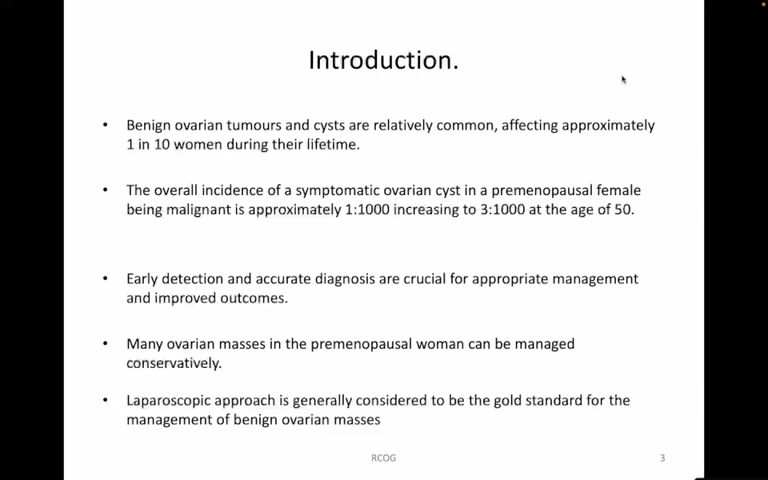 Introduction.
• Benign ovarian tumours and cysts are relatively common, affecting approximately
1 in 10 women during their lifetime.
• The overall incidence of a symptomatic ovarian cyst in a premenopausal female
being malignant is approximately 1:1000 increasing to 3:1000 at the age of 50.
• Early detection and accurate diagnosis are crucial for appropriate management
and improved outcomes.
• Many ovarian masses in the premenopausal woman can be managed
conservatively.
• Laparoscopic approach is generally considered to be the gold standard for the
management of benign ovarian masses
RCOG
3